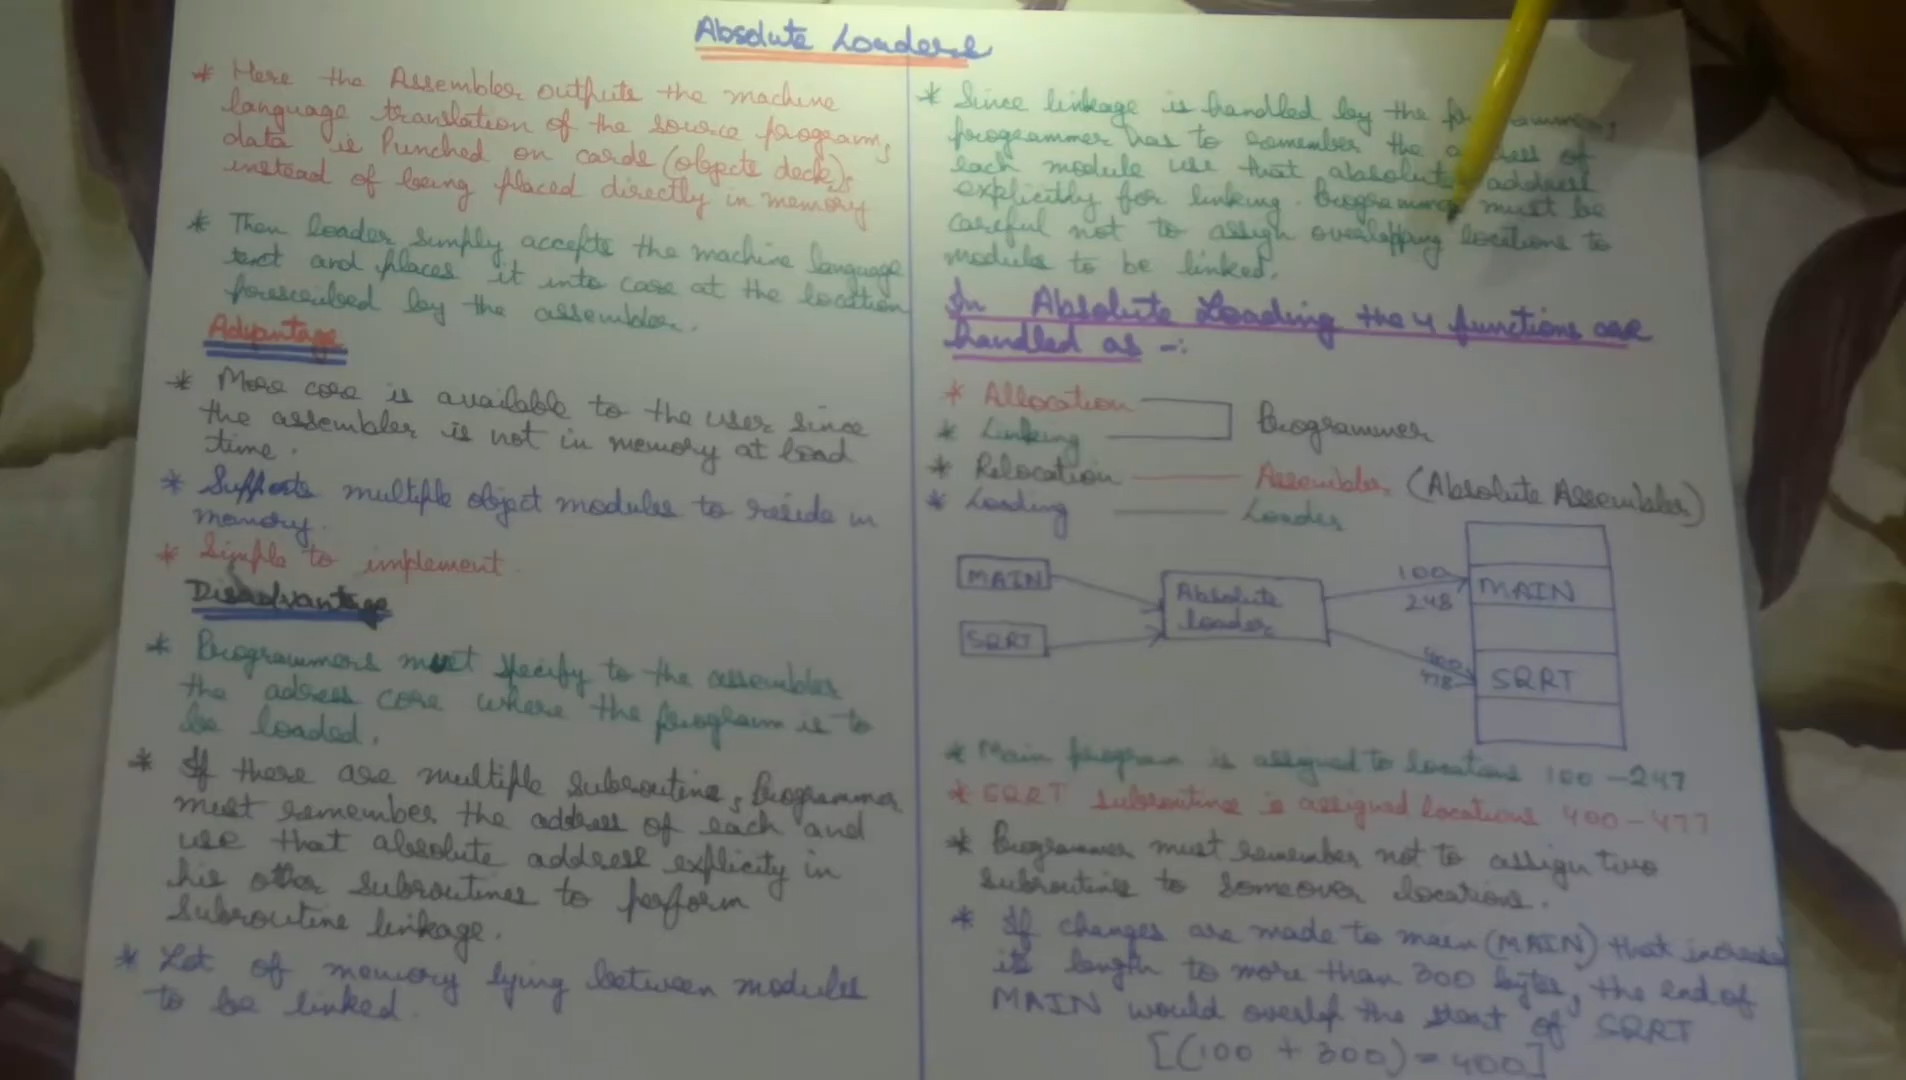 Absolute Loaders
* Here the Assembler outputs the machine
language translation of the source program,
data is Punched on cards (objects deck),
instead of being placed directly in memory
* Then loader simply accepts the machine language
text and places it into core at the location
prescribed by the assembler.
Advantage
* More core is available to the user since
the assembler is not in memory at load
time.
* Supports multiple object modules to reside in
memory.
* Simple to implement
Disadvantage
* Programmers must specify to the assembler
the address core where the program is to
be loaded.
* If there are multiple subroutine, Programmer
must remember the address of each and
use that absolute address explicity in
his other subroutines to perform
subroutine linkage.
* Lot of memory lying between modules
to be linked.
* Since linkage is handled by the
programmer has to remember the address of
each module use that absolute address
explicitly for linking. Programmer must be
careful not to assign overlapping locations to
modules to be linked.
In Absolute Loading the 4 functions are
handled as -:
* Allocation
* Linking
Programmer
* Relocation Assembler (Absolute Assembler)
* Loading Loader
MAIN
SQRT
Absolute
loader
100
248
MAIN
400
478
SQRT
* Main program is assigned to locations 100-247
* SQRT subroutine is assigned locations 400-477
* Programmer must remember not to assign two
subroutine to someover locations.
* If changes are made to main (MAIN) that increase
its length to more than 300 bytes, the end of
MAIN would overlap the start of SQRT
[(100 + 300) = 400]